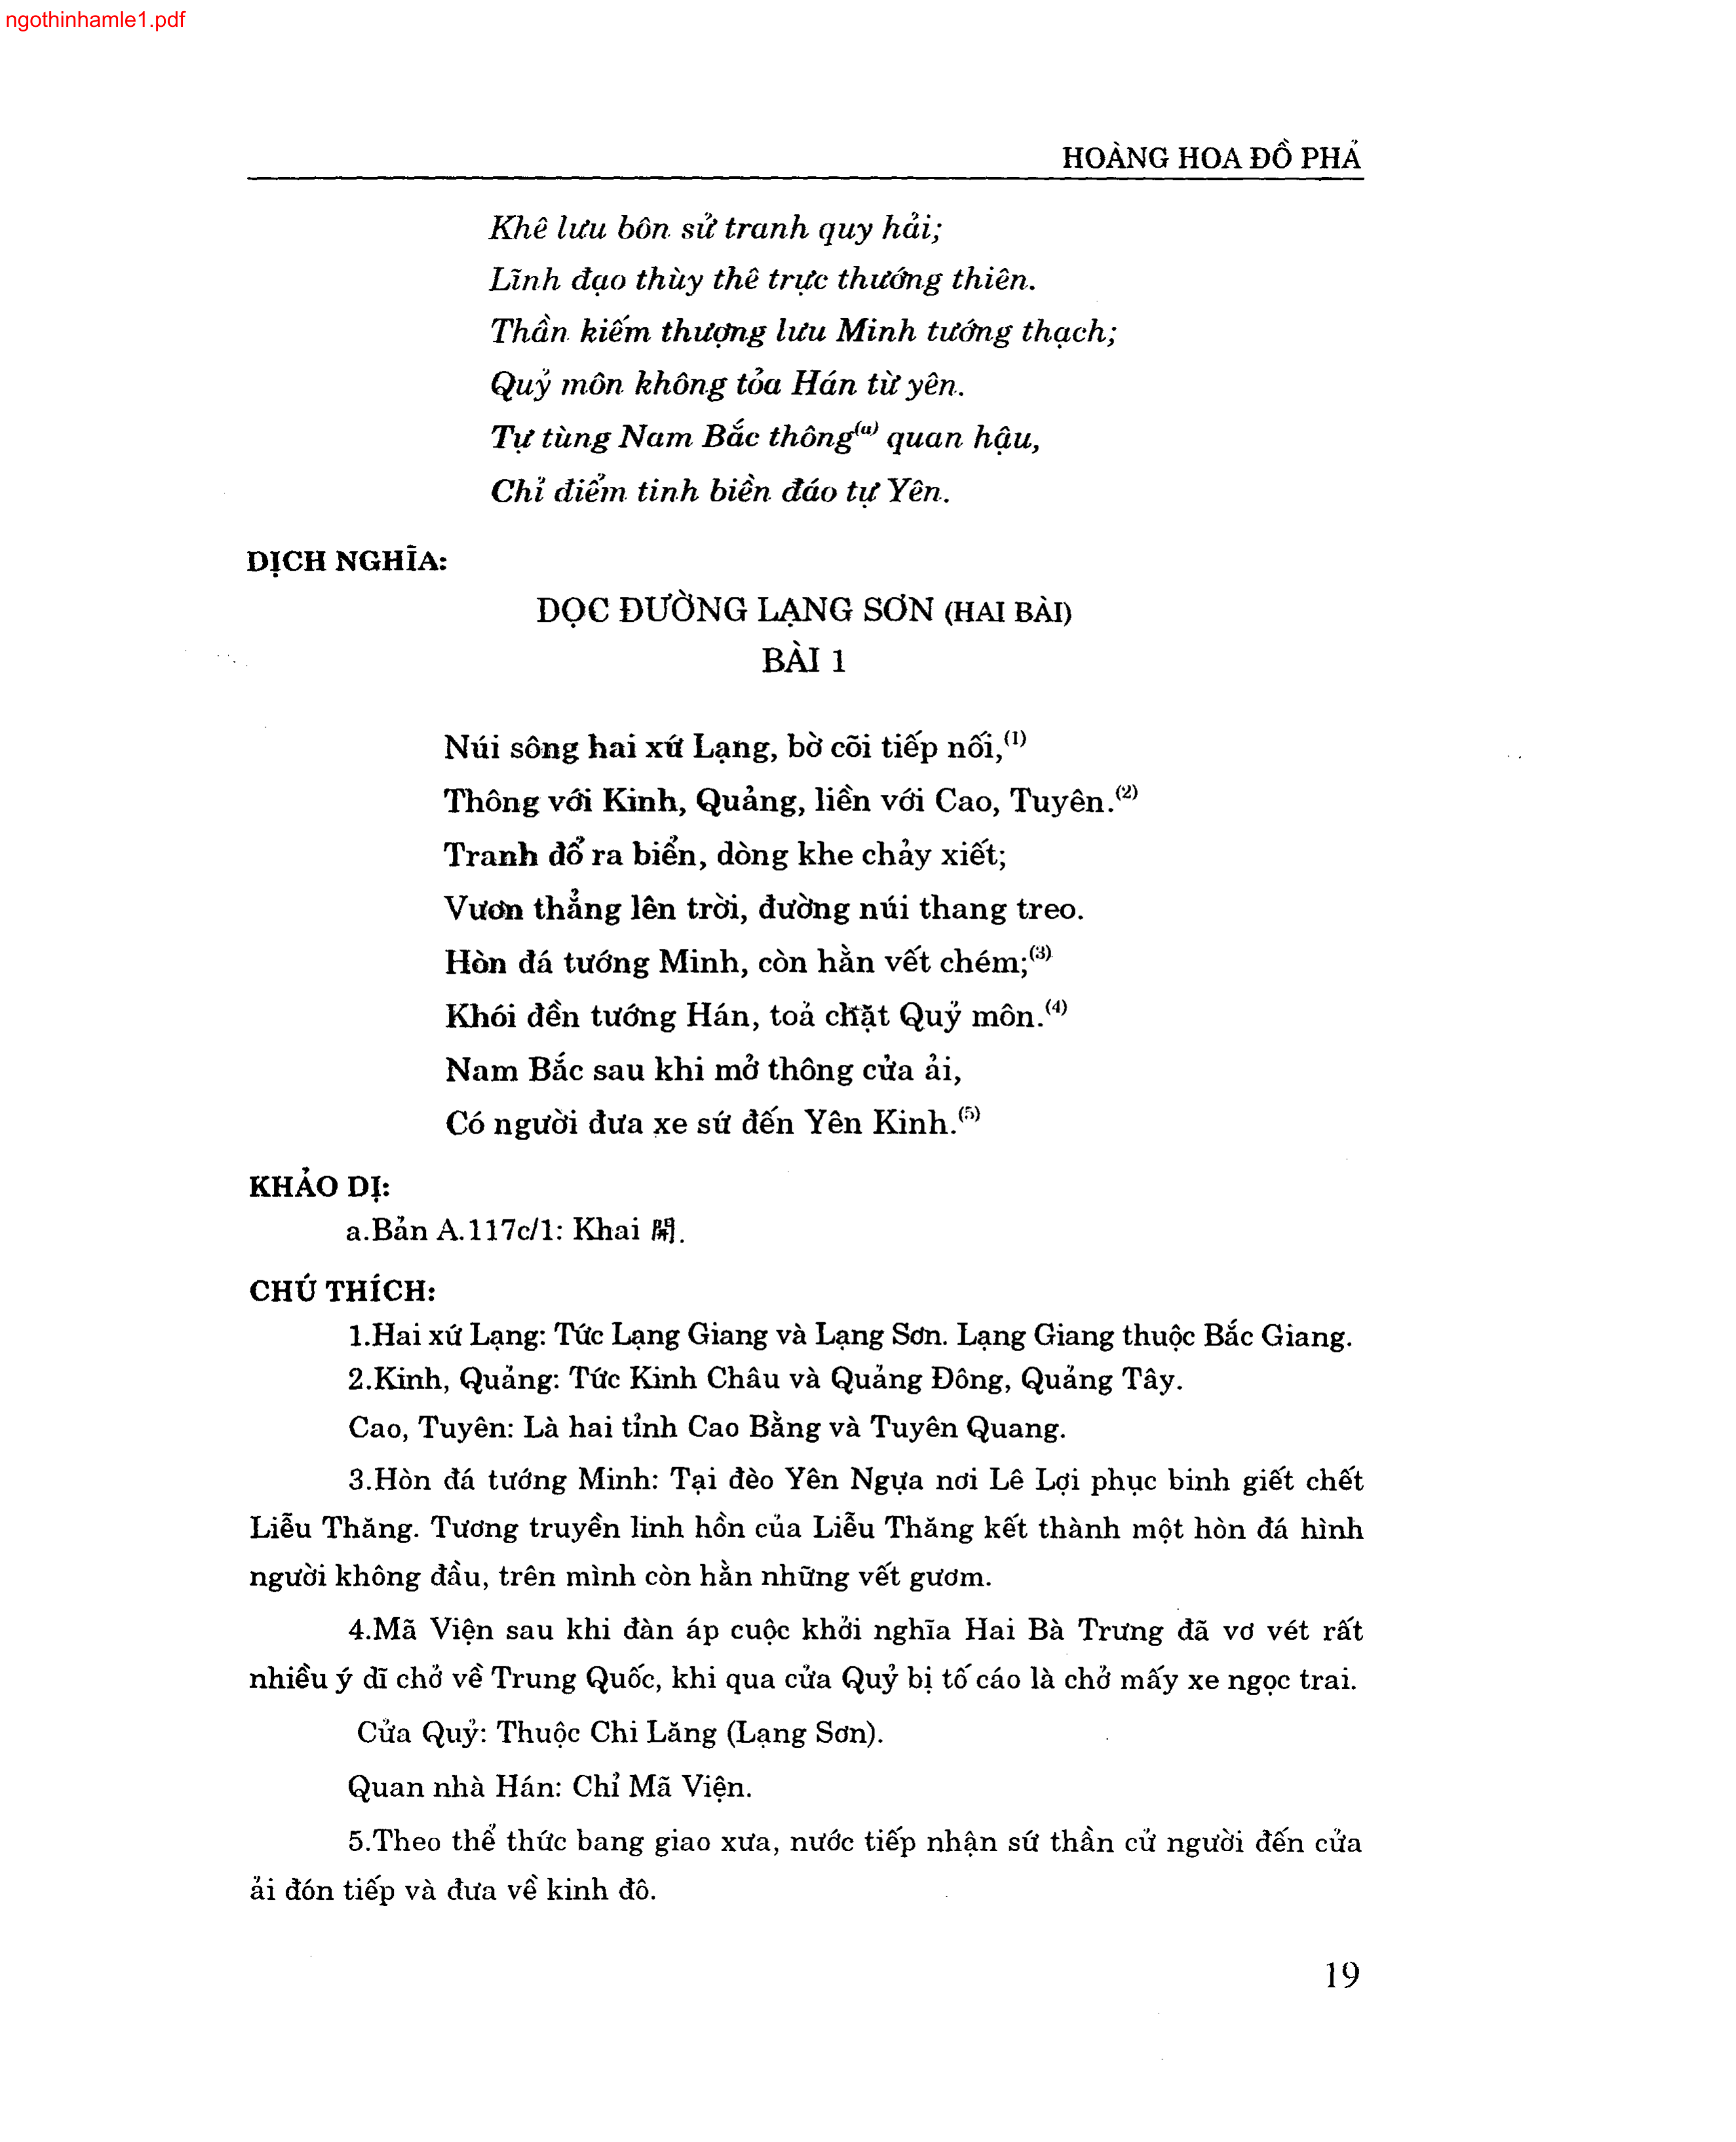 ngothinhamle1.pdf
HOÀNG HOA ĐỒ PHẢ
Khê lưu bôn sử tranh quy hải;
Lĩnh đạo thùy thê trực thướng thiên.
Thần kiếm thượng lưu Minh tướng thạch;
Quỷ môn không tỏa Hán từ yên.
Tự tùng Nam Bắc thông(a) quan hậu,
Chỉ điểm tinh biền đáo tự Yên.
DỊCH NGHĨA:
DỌC ĐƯỜNG LẠNG SƠN (HAI BÀI)
BÀI 1
Núi sông hai xứ Lạng, bờ cõi tiếp nối,(1)
Thông với Kinh, Quảng, liền với Cao, Tuyên.(2)
Tranh đổ ra biển, dòng khe chảy xiết;
Vươn thẳng lên trời, đường núi thang treo.
Hòn đá tướng Minh, còn hằn vết chém;(3)
Khói đền tướng Hán, toả chặt Quỷ môn.(4)
Nam Bắc sau khi mở thông cửa ải,
Có người đưa xe sứ đến Yên Kinh.(5)
KHẢO DỊ:
a.Bản A.117c/1: Khai 開.
CHÚ THÍCH:
1.Hai xứ Lạng: Tức Lạng Giang và Lạng Sơn. Lạng Giang thuộc Bắc Giang.
2.Kinh, Quảng: Tức Kinh Châu và Quảng Đông, Quảng Tây.
Cao, Tuyên: Là hai tỉnh Cao Bằng và Tuyên Quang.
3.Hòn đá tướng Minh: Tại đèo Yên Ngựa nơi Lê Lợi phục binh giết chết
Liễu Thăng. Tương truyền linh hồn của Liễu Thăng kết thành một hòn đá hình
người không đầu, trên mình còn hằn những vết gươm.
4.Mã Viện sau khi đàn áp cuộc khởi nghĩa Hai Bà Trưng đã vơ vét rất
nhiều ý dĩ chở về Trung Quốc, khi qua cửa Quỷ bị tố cáo là chở mấy xe ngọc trai.
Cửa Quỷ: Thuộc Chi Lăng (Lạng Sơn).
Quan nhà Hán: Chỉ Mã Viện.
5.Theo thể thức bang giao xưa, nước tiếp nhận sứ thần cử người đến cửa
ải đón tiếp và đưa về kinh đô.
19